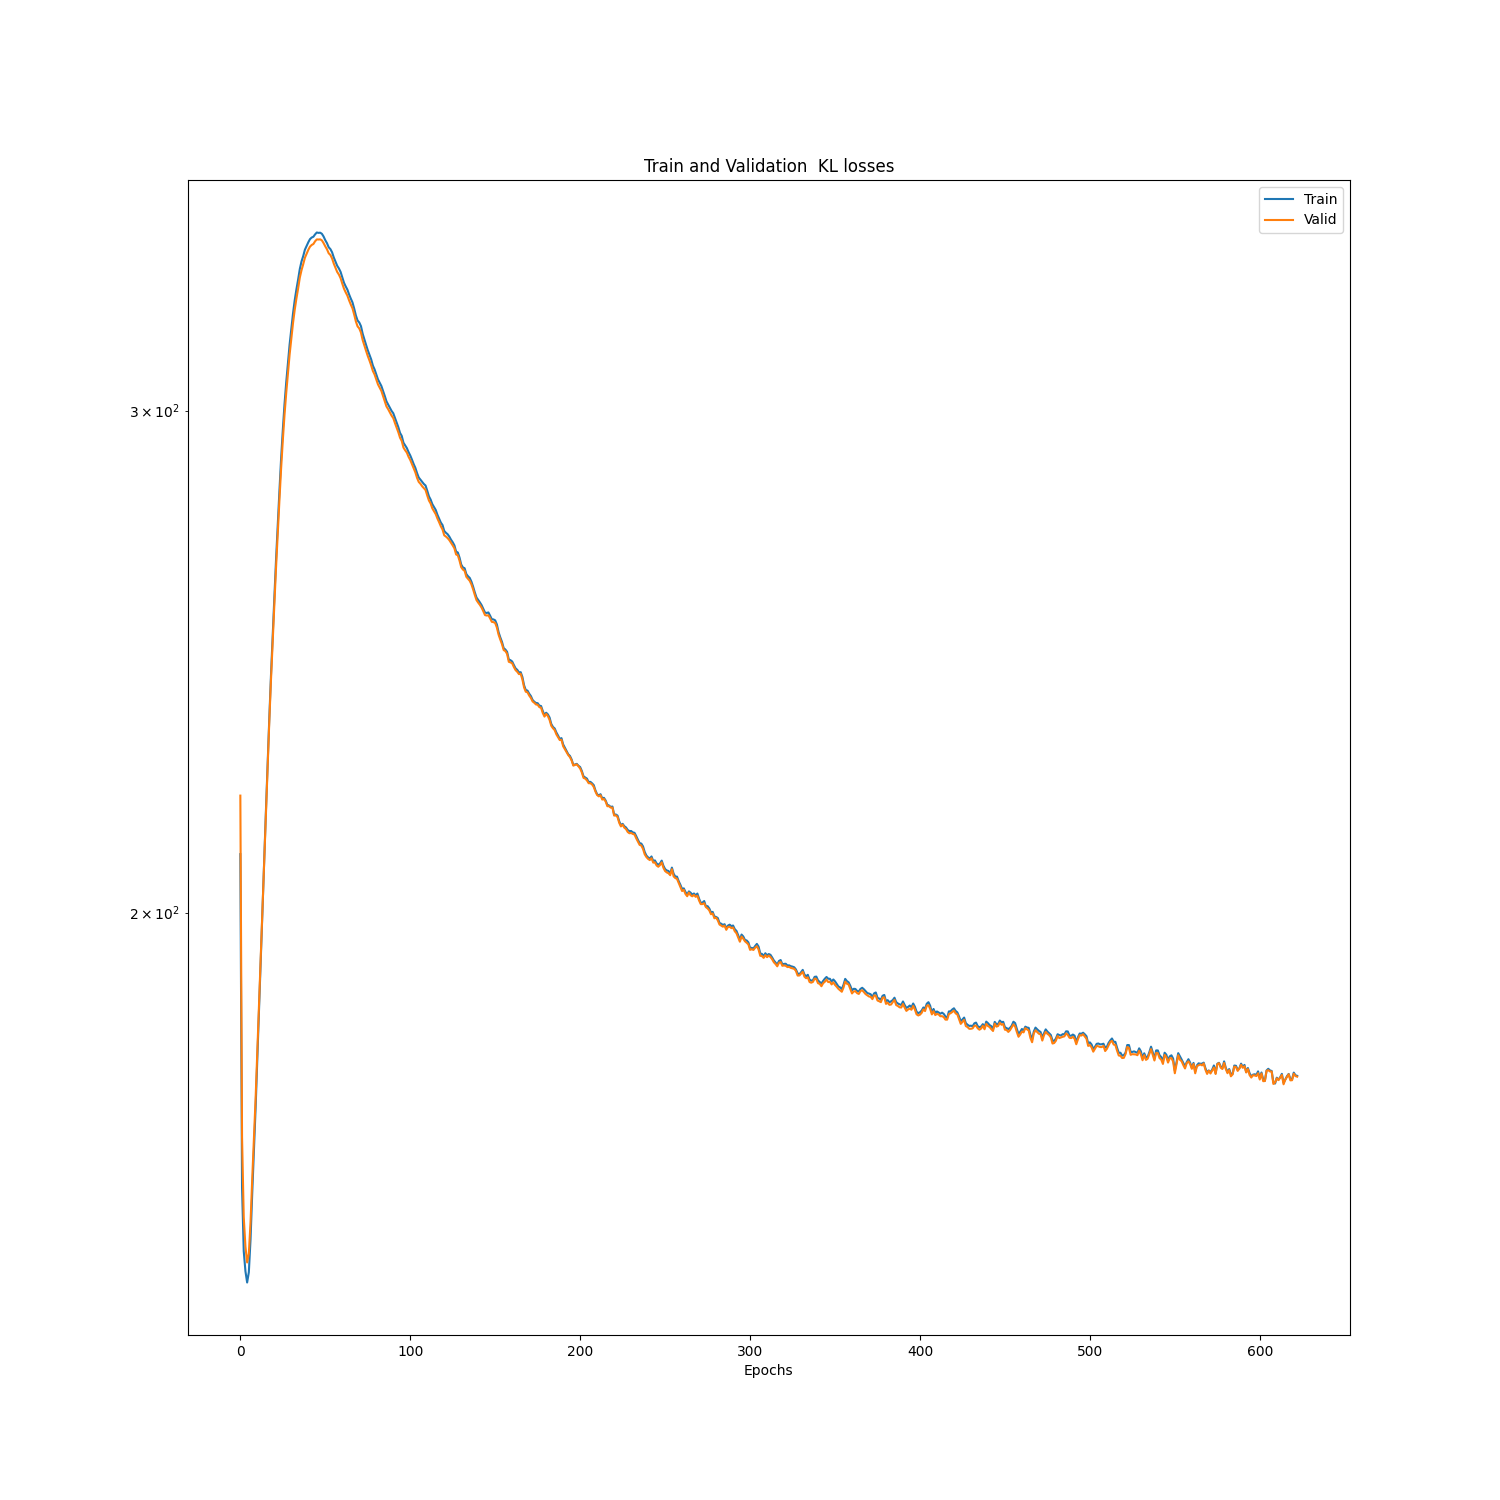 Train and Validation  KL losses
Train
Valid
3 × 10²
2 × 10²
0 100 200 300 400 500 600
Epochs